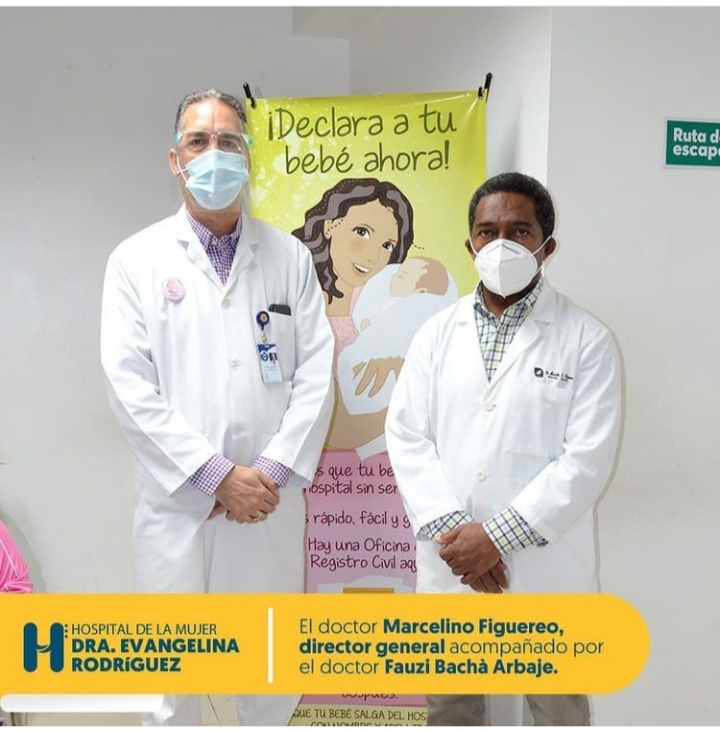 ¡Declara a tu
bebé ahora!
Ruta d
escap
s que tu be
ospital sin ser
rápido, fácil y g
Hay una Oficina
Registro Civil aq
HOSPITAL DE LA MUJER
DRA. EVANGELINA
RODRÍGUEZ
El doctor Marcelino Figuereo,
director general acompañado por
el doctor Fauzi Bachà Arbaje.
después.
QUE TU BEBÉ SALGA DEL HOS